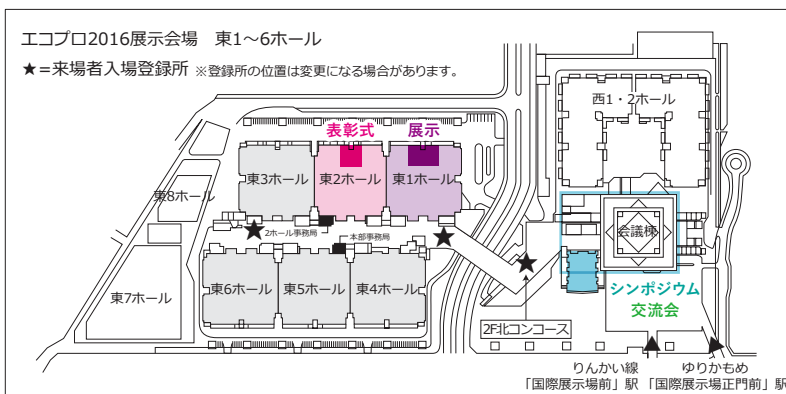 エコプロ2016展示会場 東1～6ホール
★=来場者入場登録所 ※登録所の位置は変更になる場合があります。
西1・2ホール
表彰式 展示
東3ホール 東2ホール 東1ホール
東8ホール
2ホール事務局
本部事務局
会議棟
東7ホール
東6ホール 東5ホール 東4ホール
シンポジウム
交流会
2F北コンコース
りんかい線
「国際展示場前」駅
ゆりかもめ
「国際展示場正門前」駅